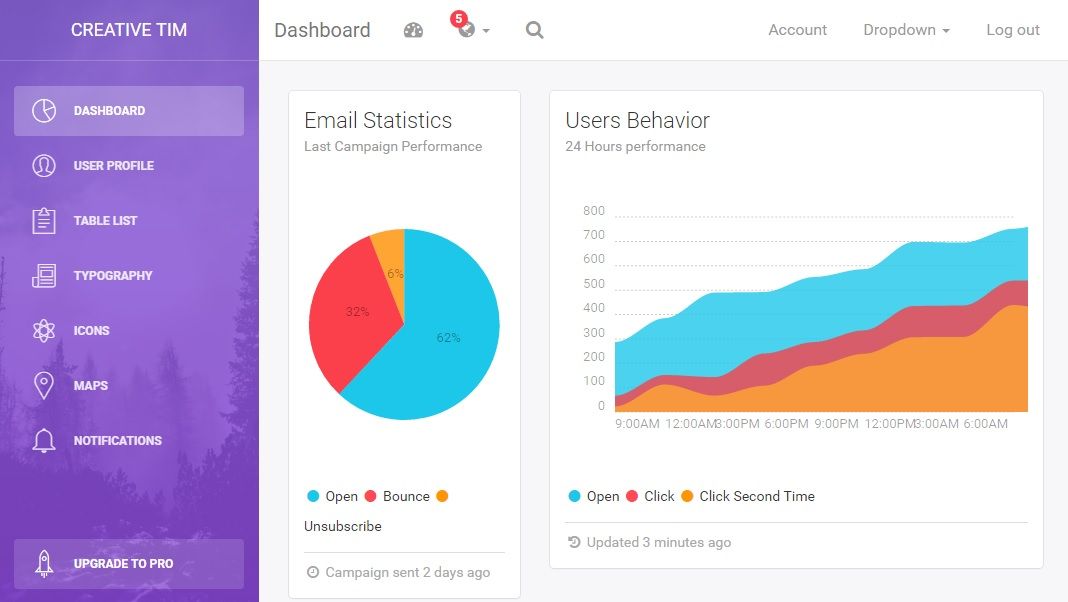 CREATIVE TIM
Dashboard 5 Account Dropdown Log out
DASHBOARD
USER PROFILE
TABLE LIST
TYPOGRAPHY
ICONS
MAPS
NOTIFICATIONS
UPGRADE TO PRO
Email Statistics
Last Campaign Performance
6%
32%
62%
Open Bounce
Unsubscribe
Campaign sent 2 days ago
Users Behavior
24 Hours performance
800
700
600
500
400
300
200
100
0
9:00AM 12:00AM 3:00PM 6:00PM 9:00PM 12:00PM 3:00AM 6:00AM
Open Click Click Second Time
Updated 3 minutes ago